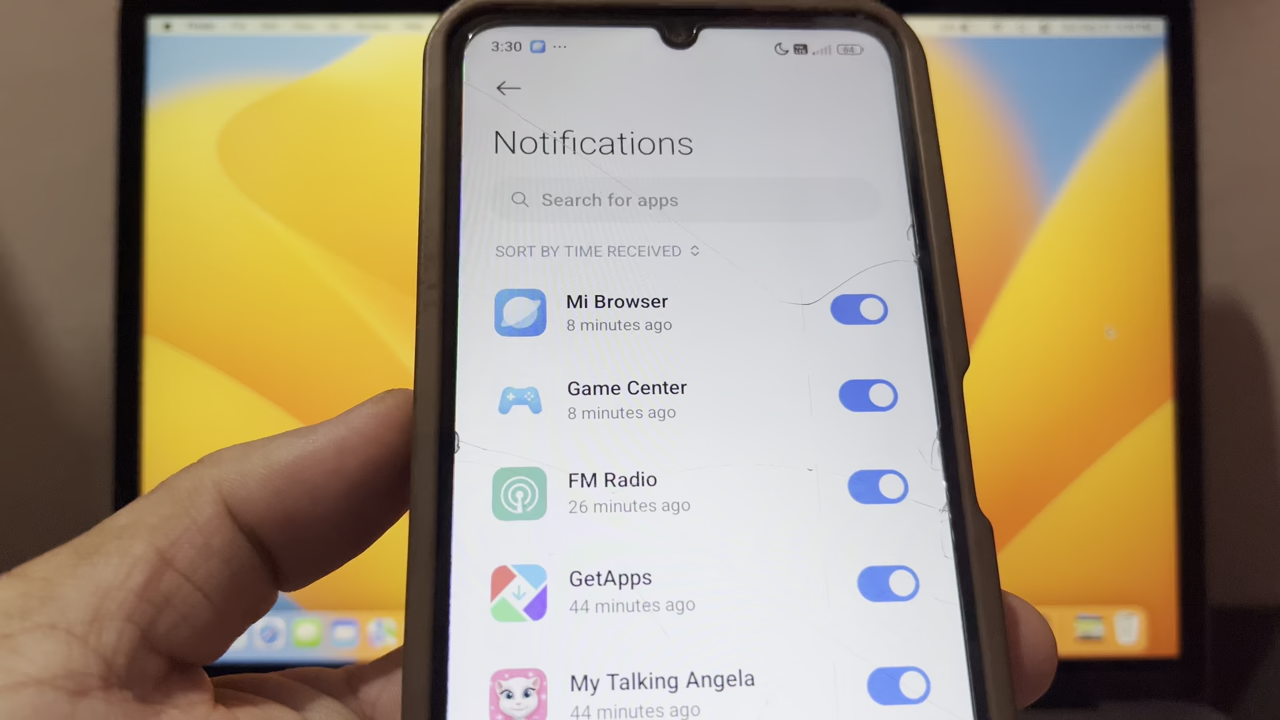 3:30 ...
64
Notifications
Search for apps
SORT BY TIME RECEIVED
Mi Browser
8 minutes ago
Game Center
8 minutes ago
FM Radio
26 minutes ago
GetApps
44 minutes ago
My Talking Angela
44 minutes ago